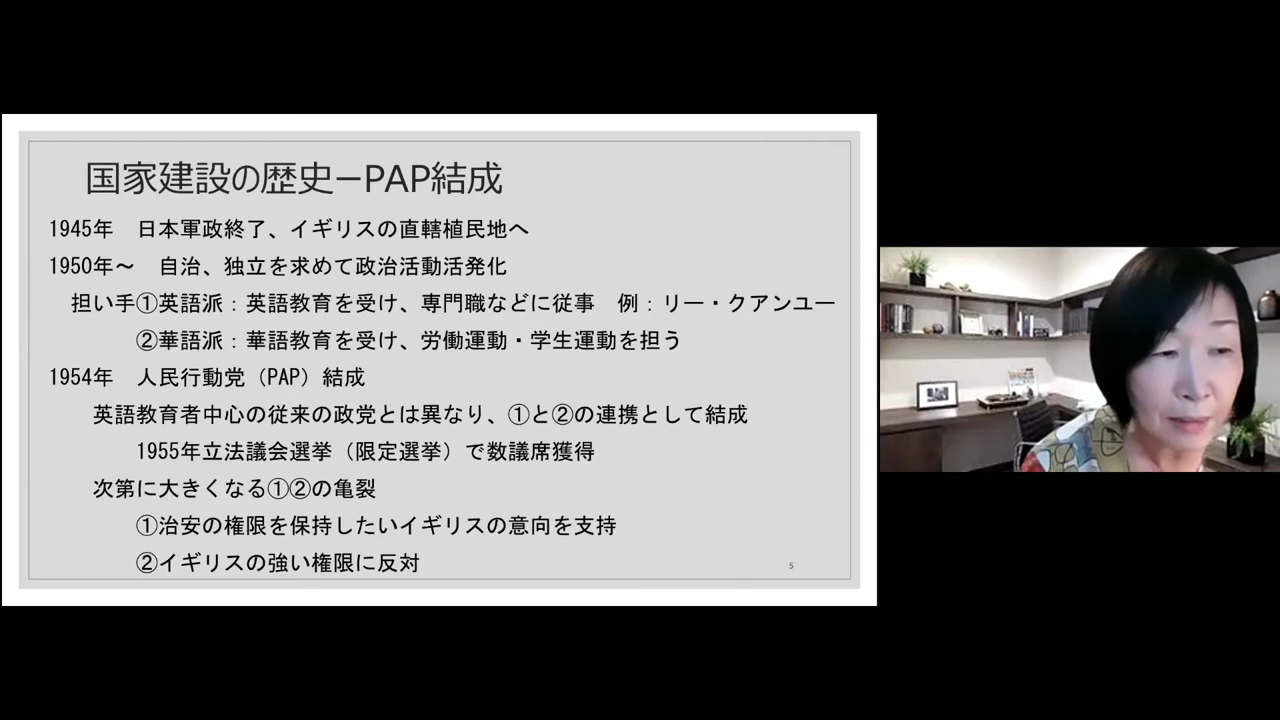 国家建設の歴史ーPAP結成
1945年　日本軍政終了、イギリスの直轄植民地へ
1950年～　自治、独立を求めて政治活動活発化
担い手①英語派：英語教育を受け、専門職などに従事　例：リー・クアンユー
②華語派：華語教育を受け、労働運動・学生運動を担う
1954年　人民行動党（PAP）結成
英語教育者中心の従来の政党とは異なり、①と②の連携として結成
1955年立法議会選挙（限定選挙）で数議席獲得
次第に大きくなる①②の亀裂
①治安の権限を保持したいイギリスの意向を支持
②イギリスの強い権限に反対
5